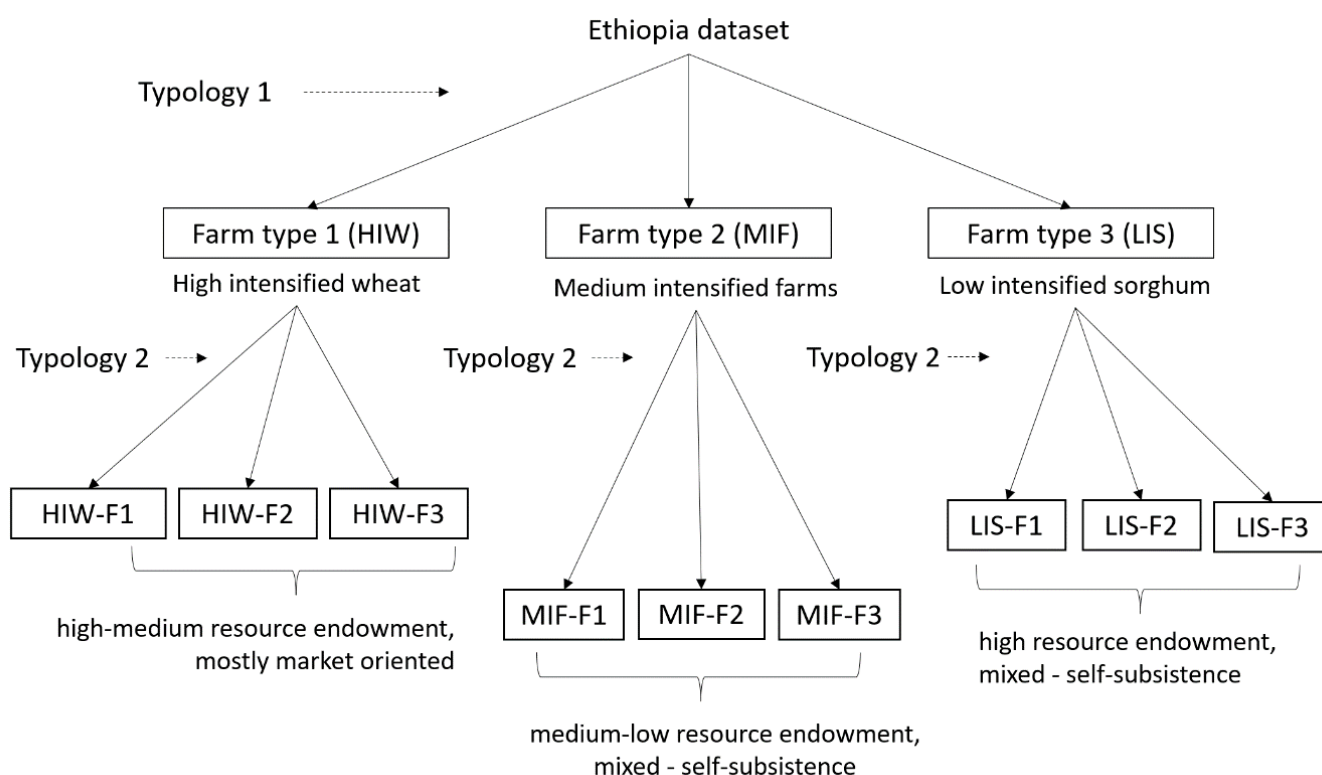 Ethiopia dataset
Typology 1
Farm type 1 (HIW)
Farm type 2 (MIF)
Farm type 3 (LIS)
High intensified wheat
Medium intensified farms
Low intensified sorghum
Typology 2
Typology 2
Typology 2
HIW-F1
HIW-F2
HIW-F3
LIS-F1
LIS-F2
LIS-F3
MIF-F1
MIF-F2
MIF-F3
high-medium resource endowment,
mostly market oriented
high resource endowment,
mixed - self-subsistence
medium-low resource endowment,
mixed - self-subsistence